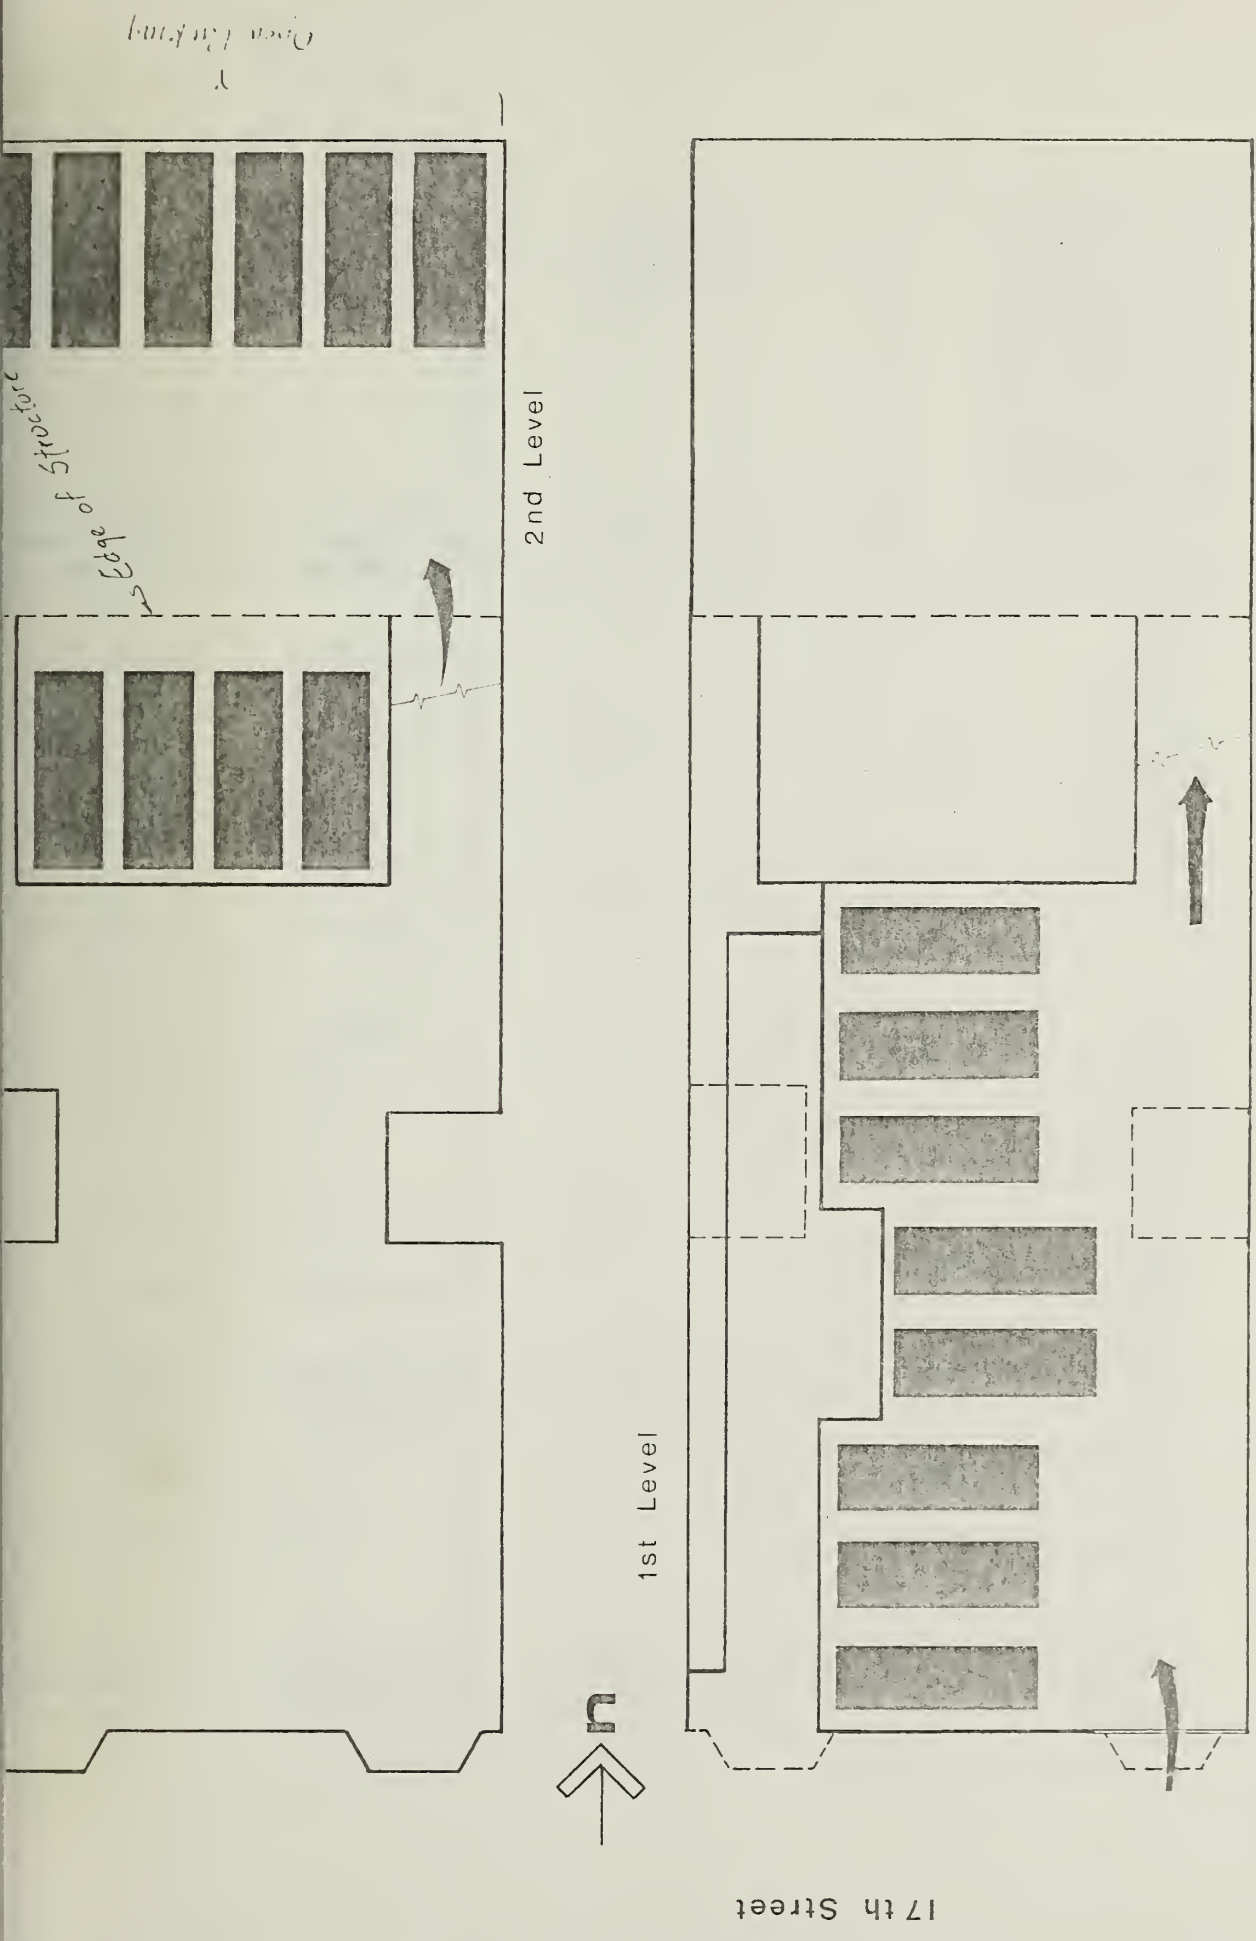 Open Parking
Edge of Structure
2nd Level
1st Level
n
17th Street